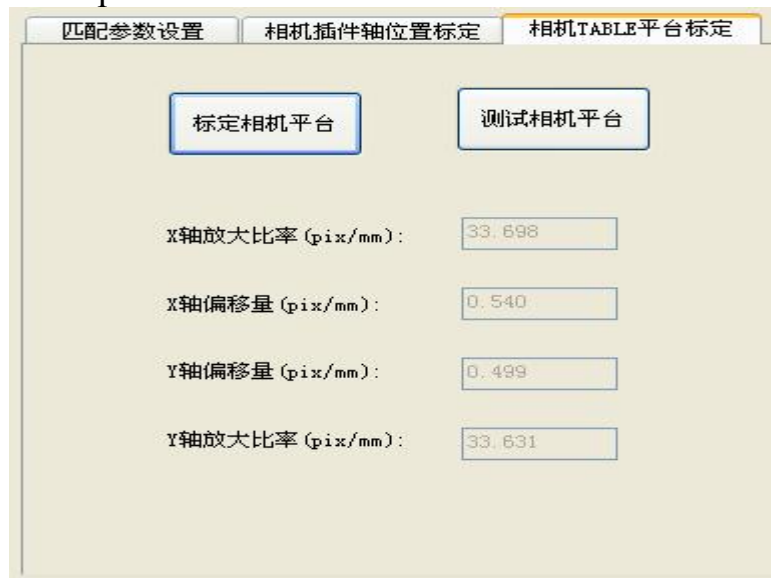 匹配参数设置 相机插件轴位置标定 相机TABLE平台标定
标定相机平台 测试相机平台
X轴放大比率(pix/mm): 33.698
X轴偏移量(pix/mm): 0.540
Y轴偏移量(pix/mm): 0.499
Y轴放大比率(pix/mm): 33.631